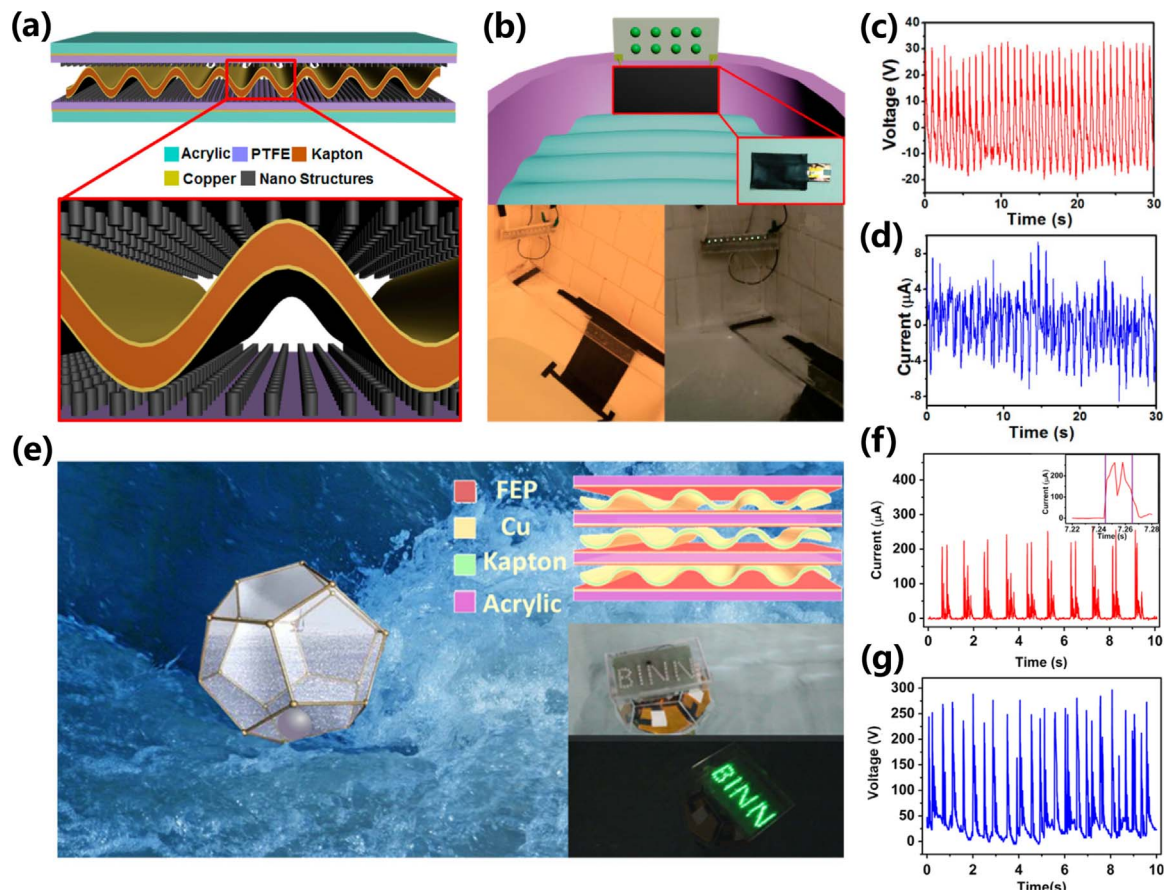 (a)
Acrylic PTFE Kapton
Copper Nano Structures
(b)
(c)
Voltage (V)
40
30
20
10
0
-10
-20
0 10 20 30
Time (s)
(d)
Current (μA)
8
4
0
-4
-8
0 10 20 30
Time (s)
(e)
FEP
Cu
Kapton
Acrylic
BINN
BINN
(f)
Current (μA)
400
300
200
100
0
0 2 4 6 8 10
Time (s)
Current (μA)
200
100
0
7.22 7.24 7.26 7.28
Time (s)
(g)
Voltage (V)
300
250
200
150
100
50
0
0 2 4 6 8 10
Time(s)